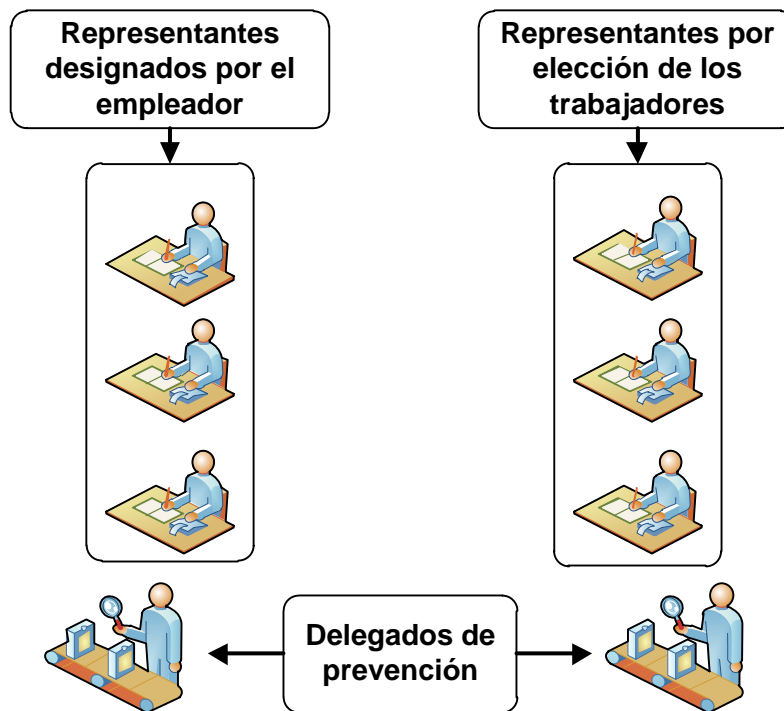 Representantes
designados por el
empleador
Representantes por
elección de los
trabajadores
Delegados de
prevención